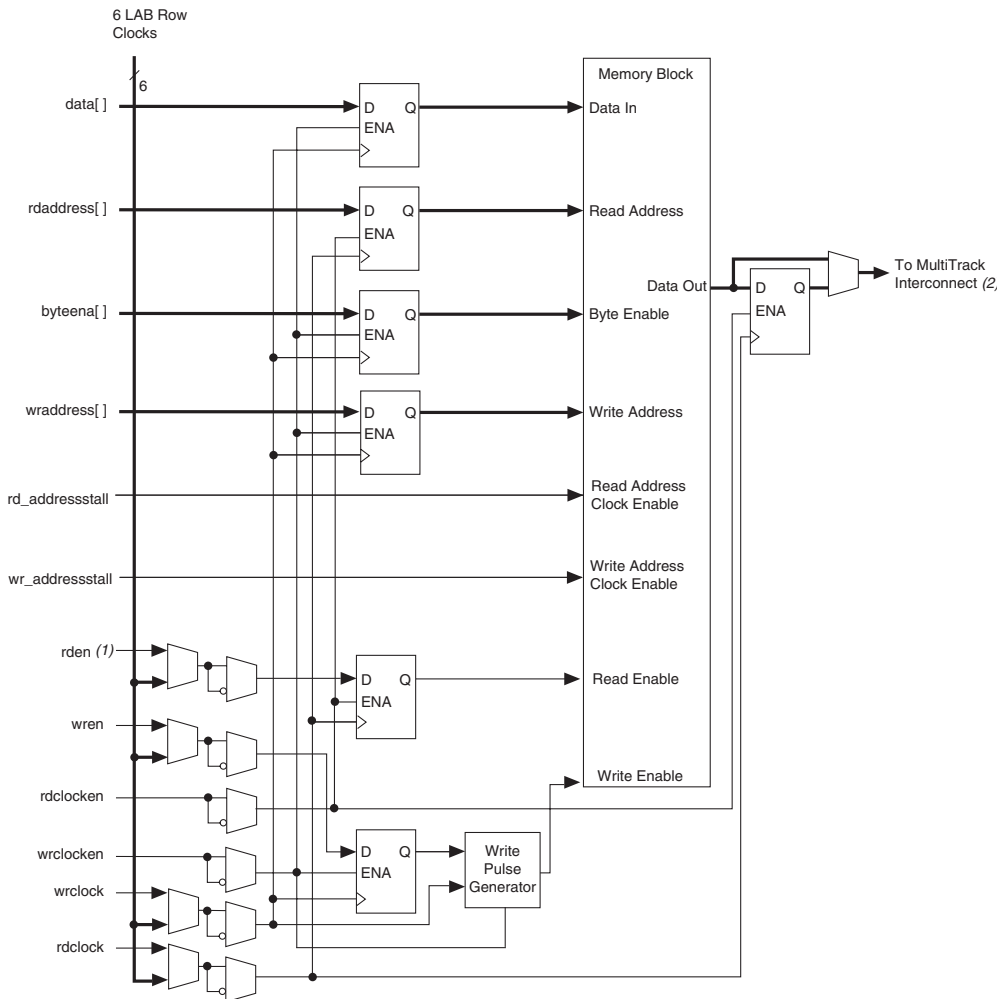 6 LAB Row
Clocks
6
Memory Block
data[ ]
D Q
ENA
Data In
rdaddress[ ]
D Q
ENA
Read Address
Data Out
D Q
ENA
To MultiTrack
Interconnect (2)
byteena[ ]
D Q
ENA
Byte Enable
wraddress[ ]
D Q
ENA
Write Address
rd_addressstall
Read Address
Clock Enable
wr_addressstall
Write Address
Clock Enable
rden (1)
D Q
ENA
Read Enable
wren
Write Enable
rdclocken
wrclocken
D Q
ENA
Write
Pulse
Generator
wrclock
rdclock